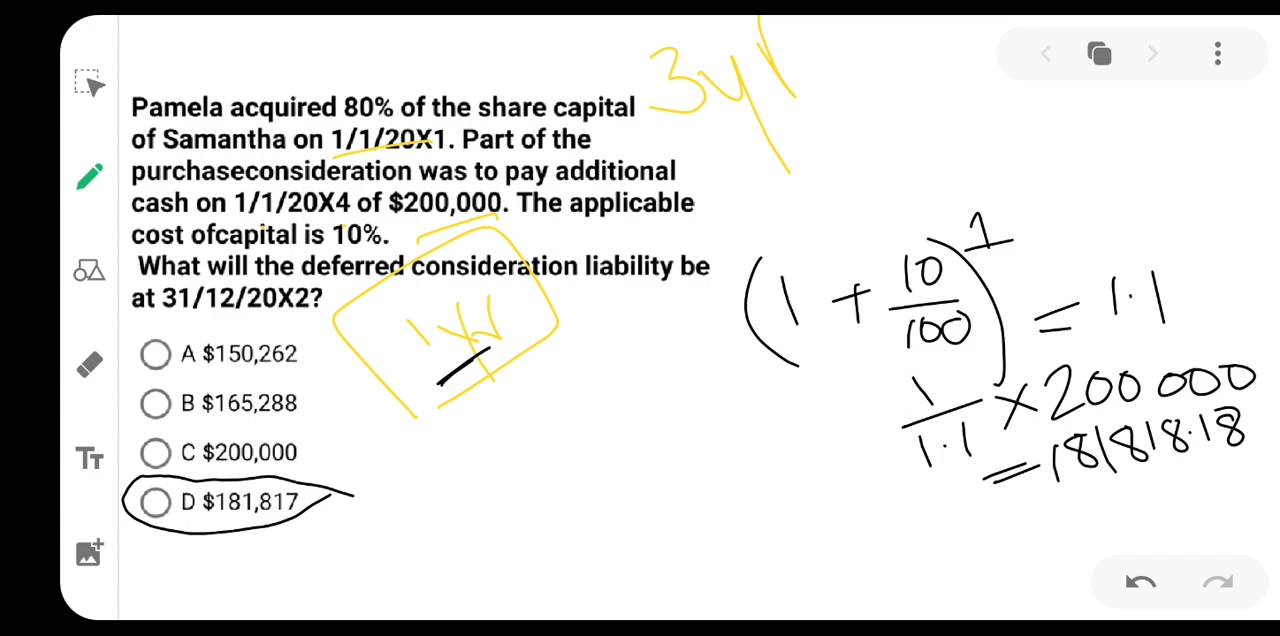 3yr
Pamela acquired 80% of the share capital
of Samantha on 1/1/20X1. Part of the
purchaseconsideration was to pay additional
cash on 1/1/20X4 of $200,000. The applicable
cost ofcapital is 10%.
What will the deferred consideration liability be
at 31/12/20X2?
1 yr
A $150,262
B $165,288
C $200,000
D $181,817
Tт
(1 + 10/100)^1 = 1.1
1/1.1 × 200 000
= 181818.18